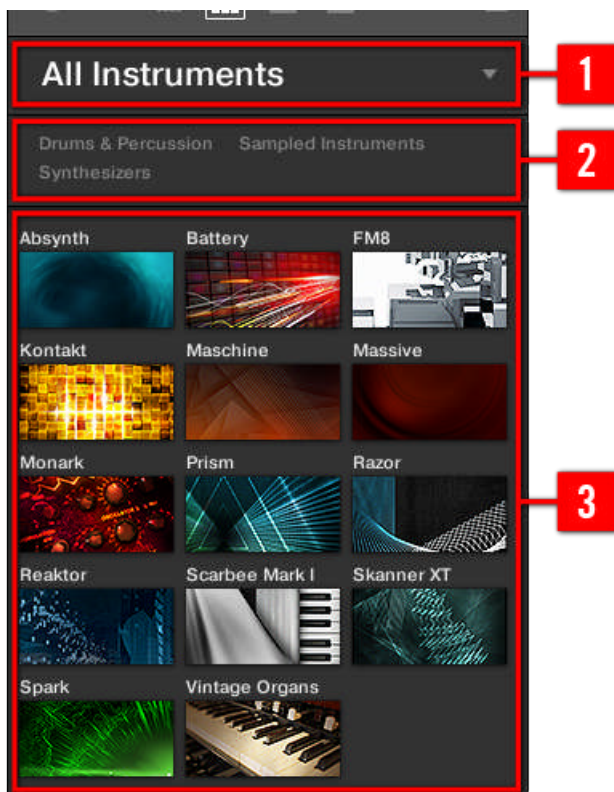 All Instruments
1
Drums & Percussion Sampled Instruments
Synthesizers
2
Absynth Battery FM8
Kontakt Maschine Massive
Monark Prism Razor
3
Reaktor Scarbee Mark I Skanner XT
Spark Vintage Organs